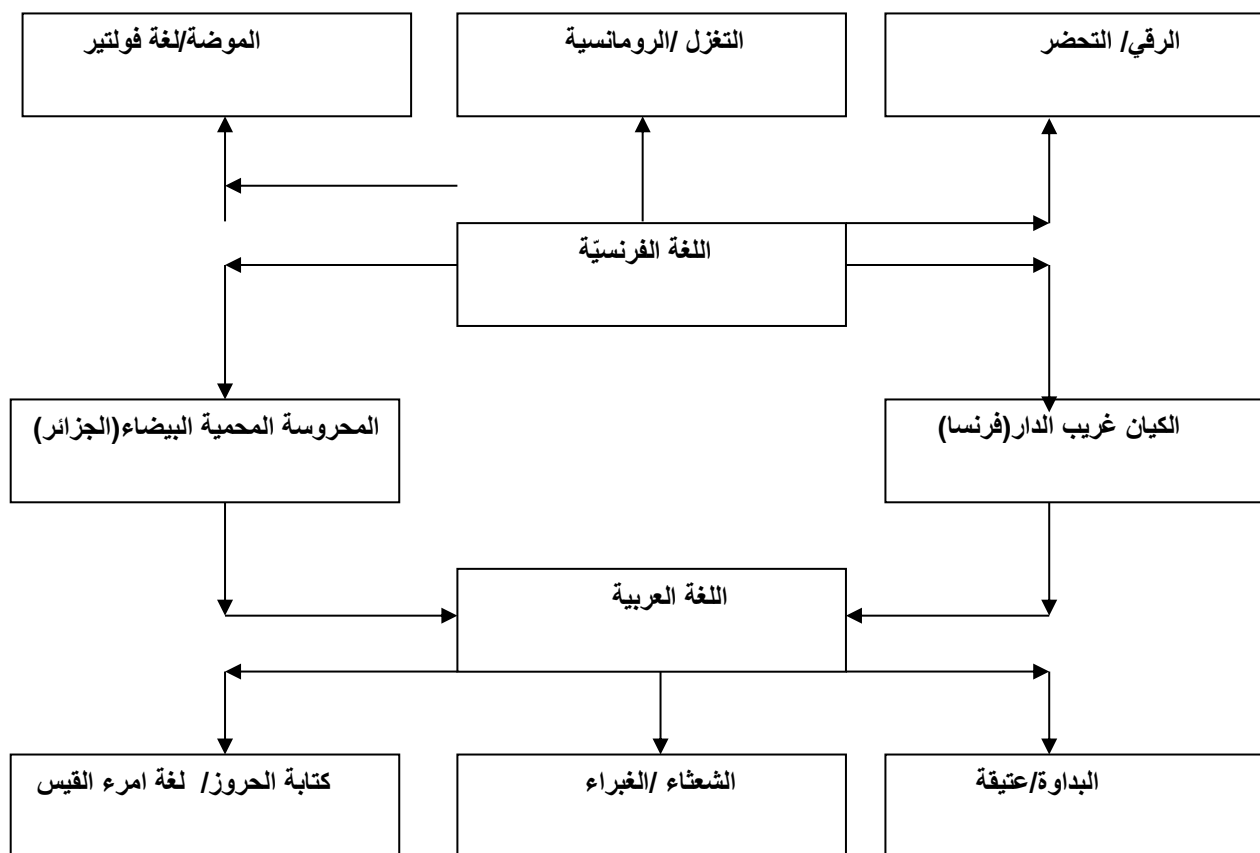 الرقي/ التحضر
التغزل /الرومانسية
الموضة/لغة فولتير
اللغة الفرنسيّة
الكيان غريب الدار(فرنسا)
المحروسة المحمية البيضاء(الجزائر)
اللغة العربية
البداوة/عتيقة
الشعثاء /الغبراء
كتابة الحروز/ لغة امرء القيس